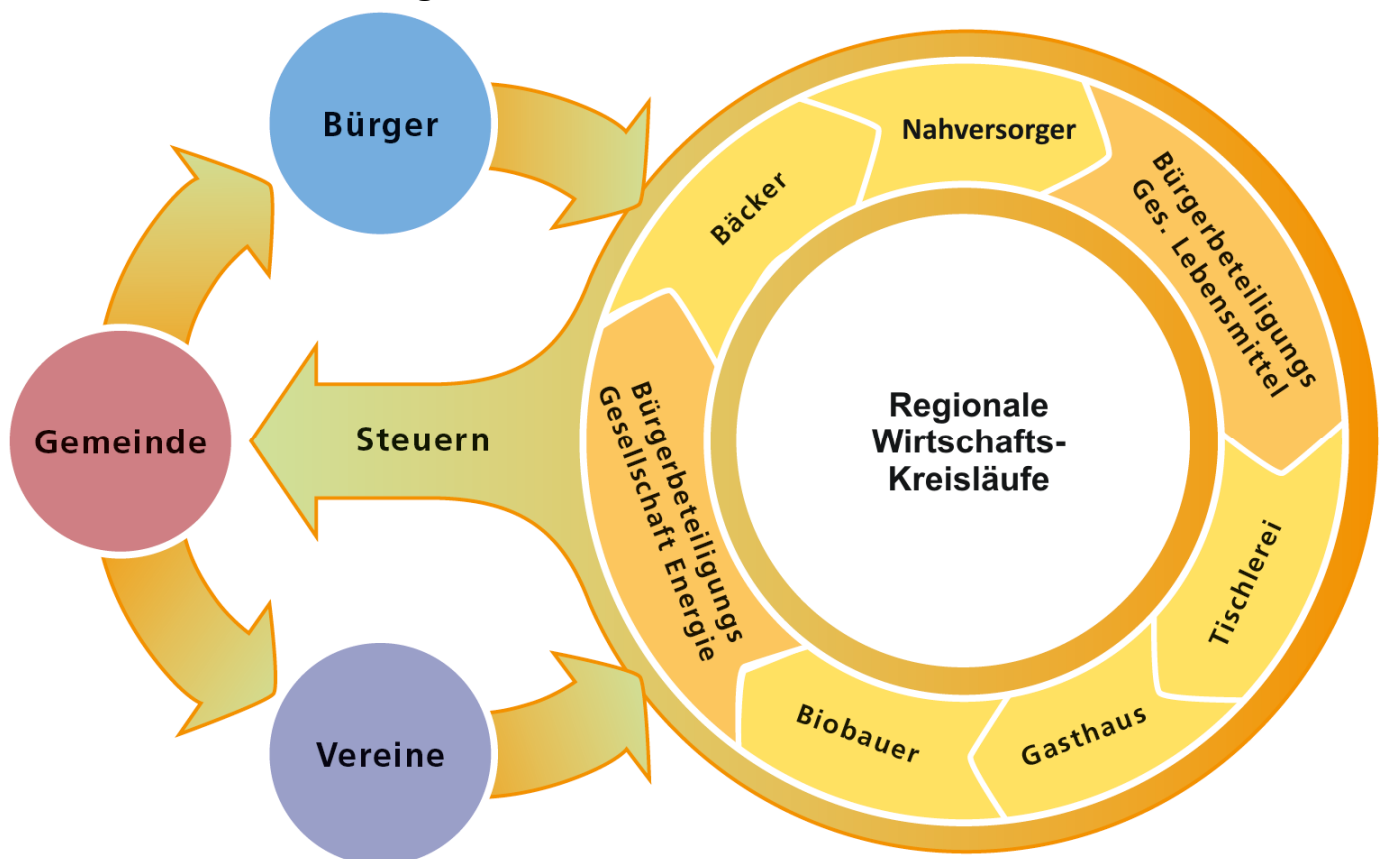 Bürger
Gemeinde
Steuern
Vereine
Nahversorger
Bürgerbeteiligungs
Ges. Lebensmittel
Tischlerei
Gasthaus
Biobauer
Bürgerbeteiligungs
Gesellschaft Energie
Bäcker
Regionale
Wirtschafts-
Kreisläufe